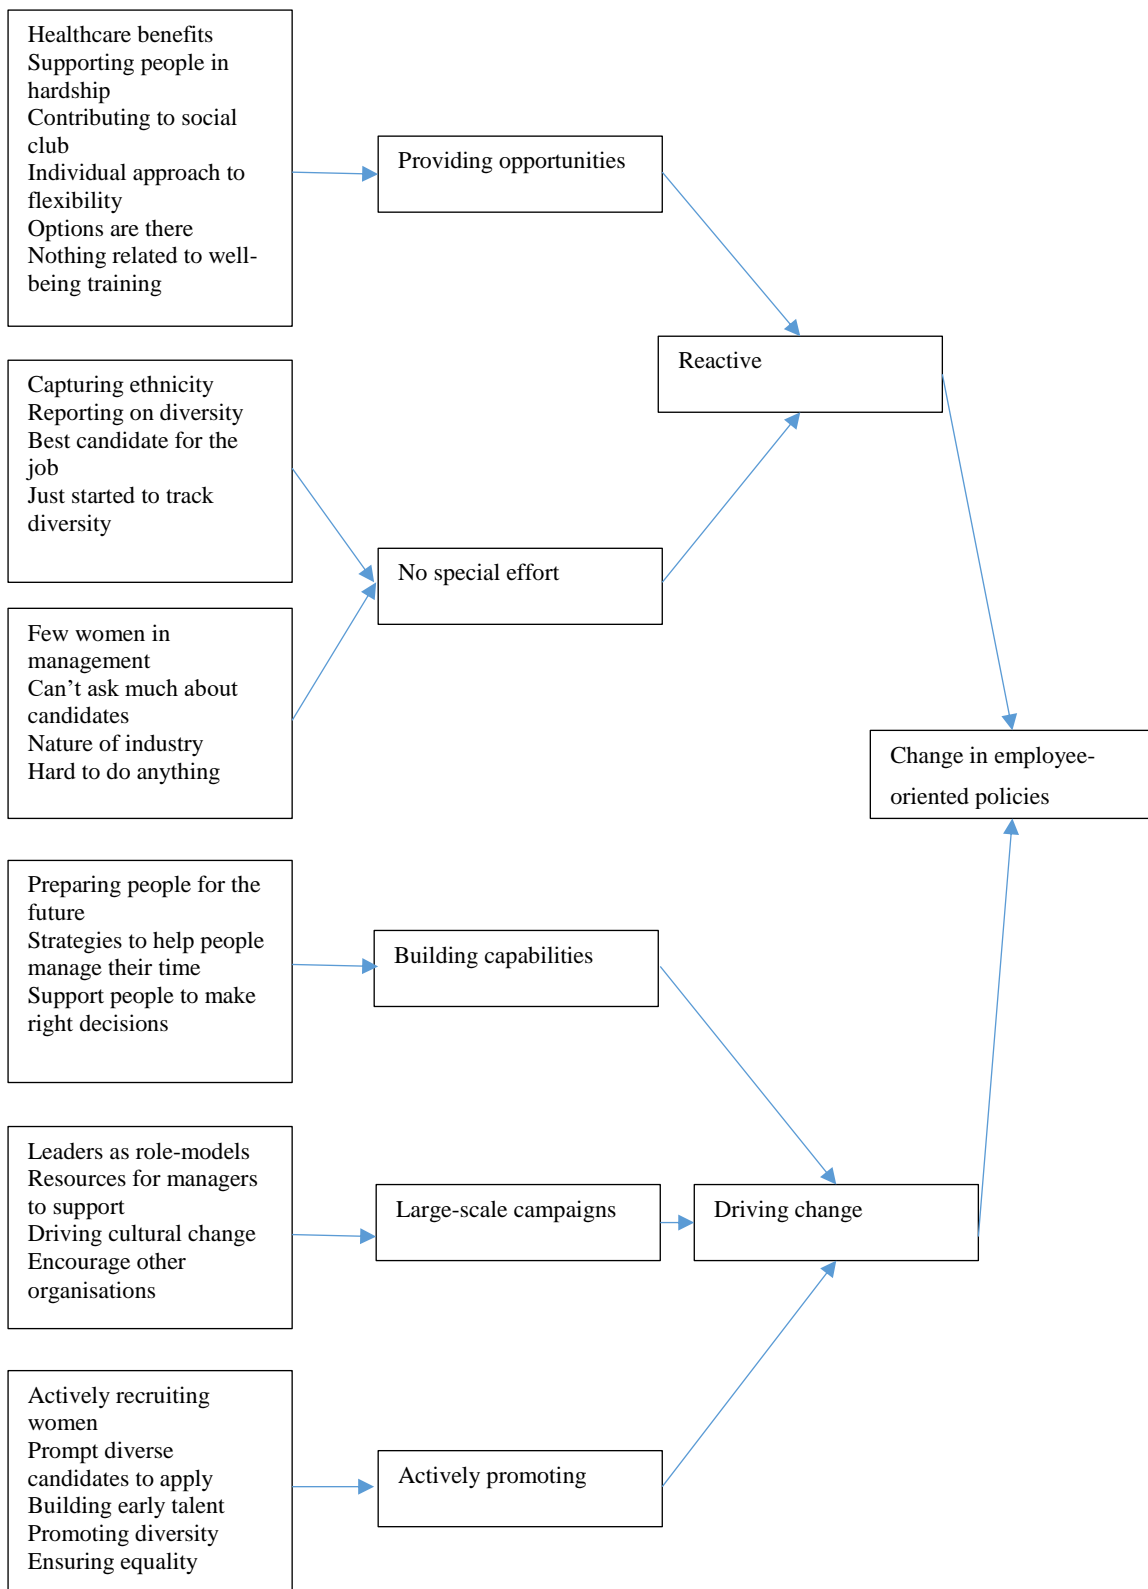 Healthcare benefits
Supporting people in
hardship
Contributing to social
club
Individual approach to
flexibility
Options are there
Nothing related to well-
being training
Providing opportunities
Reactive
Capturing ethnicity
Reporting on diversity
Best candidate for the
job
Just started to track
diversity
No special effort
Few women in
management
Can’t ask much about
candidates
Nature of industry
Hard to do anything
Change in employee-
oriented policies
Preparing people for the
future
Strategies to help people
manage their time
Support people to make
right decisions
Building capabilities
Leaders as role-models
Resources for managers
to support
Driving cultural change
Encourage other
organisations
Large-scale campaigns
Driving change
Actively recruiting
women
Prompt diverse
candidates to apply
Building early talent
Promoting diversity
Ensuring equality
Actively promoting